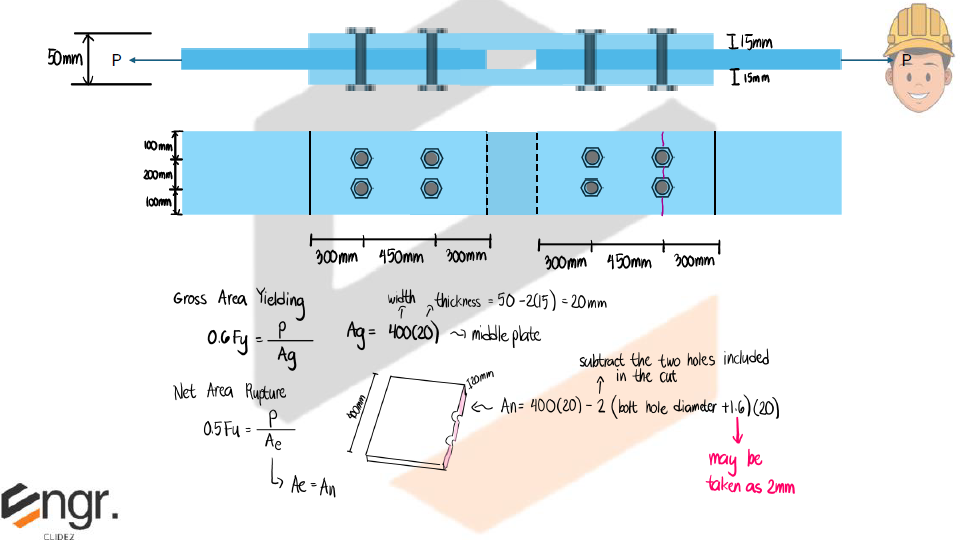 50mm
P
P
15mm
15mm
100mm
200mm
100mm
300mm 450mm 300mm
300mm 450mm 300mm
Gross Area Yielding
0.6Fy = P / Ag
width thickness = 50 - 2(15) = 20mm
Ag = 400(20) → middle plate
subtract the two holes included
in the cut
Net Area Rupture
0.5Fu = P / Ae
Ae = An
400mm
20mm
An = 400(20) - 2 (bolt hole diameter + 1.6)(20)
may be
taken as 2mm
Engr.
CLIDEZ